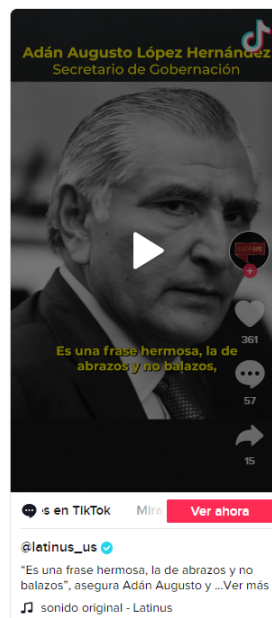 Adán Augusto López Hernández
Secretario de Gobernación
LATINUS
361
Es una frase hermosa, la de
abrazos y no balazos,
57
15
s en TikTok Mira Ver ahora
@latinus_us
“Es una frase hermosa, la de abrazos y no
balazos”, asegura Adán Augusto y ...Ver más
sonido original - Latinus